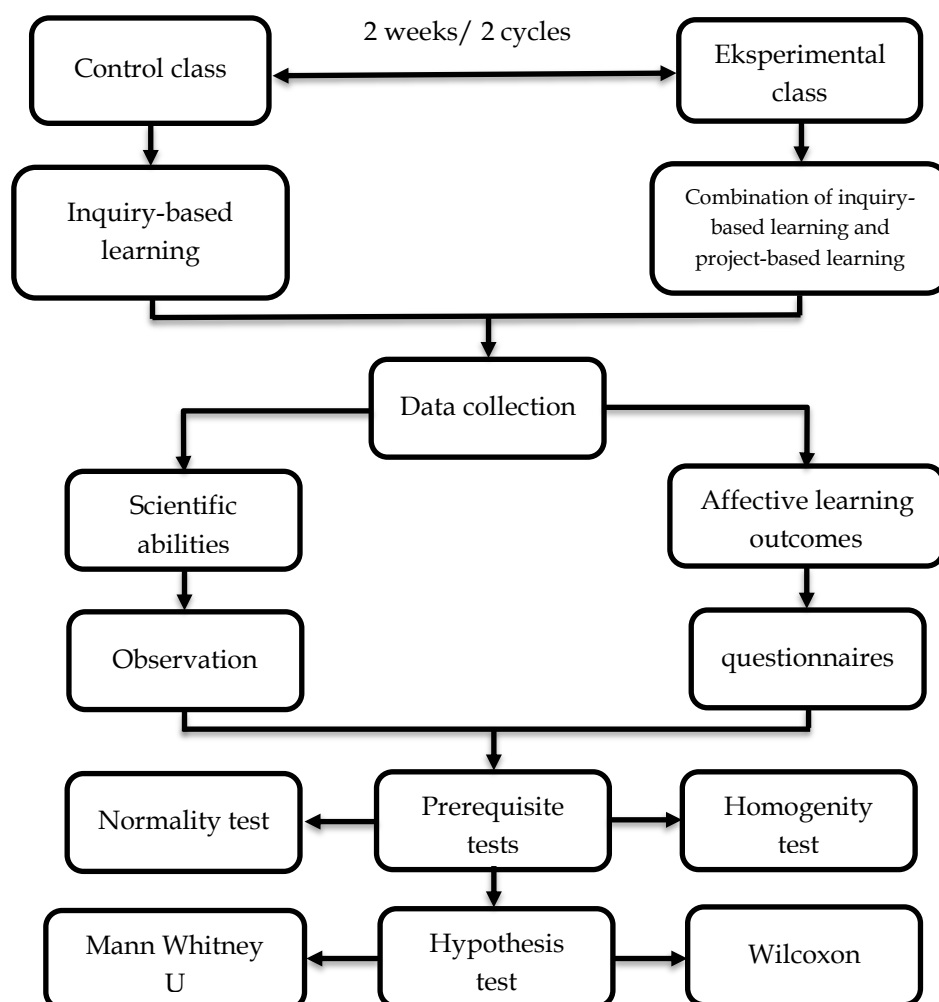 2 weeks/ 2 cycles
Control class
Eksperimental
class
Inquiry-based
learning
Combination of inquiry-
based learning and
project-based learning
Data collection
Scientific
abilities
Affective learning
outcomes
Observation
questionnaires
Normality test
Prerequisite
tests
Homogenity
test
Mann Whitney
U
Hypothesis
test
Wilcoxon